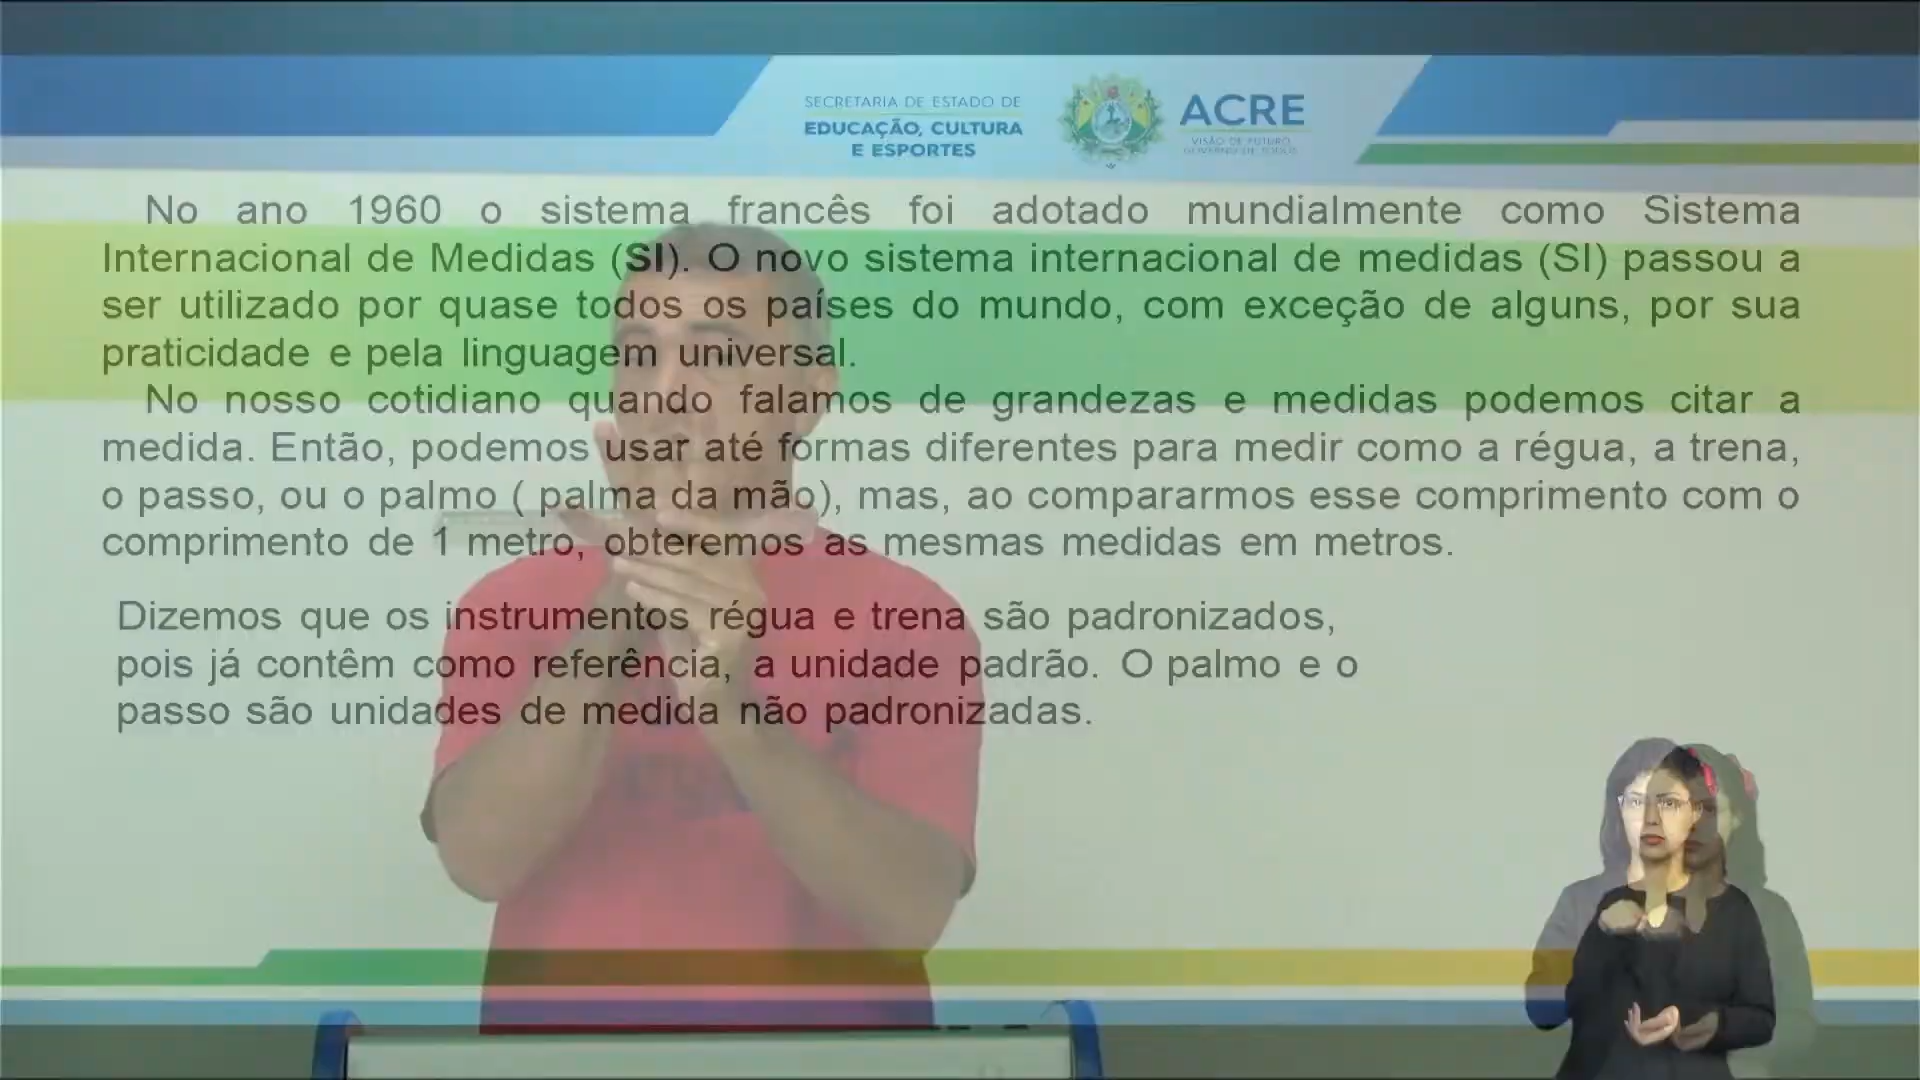 SECRETARIA DE ESTADO DE
EDUCAÇÃO, CULTURA
E ESPORTES
ACRE
VISÃO DE FUTURO
GOVERNO DE TODOS
No ano 1960 o sistema francês foi adotado mundialmente como Sistema
Internacional de Medidas (SI). O novo sistema internacional de medidas (SI) passou a
ser utilizado por quase todos os países do mundo, com exceção de alguns, por sua
praticidade e pela linguagem universal.
No nosso cotidiano quando falamos de grandezas e medidas podemos citar a
medida. Então, podemos usar até formas diferentes para medir como a régua, a trena,
o passo, ou o palmo ( palma da mão), mas, ao compararmos esse comprimento com o
comprimento de 1 metro, obteremos as mesmas medidas em metros.
Dizemos que os instrumentos régua e trena são padronizados,
pois já contêm como referência, a unidade padrão. O palmo e o
passo são unidades de medida não padronizadas.